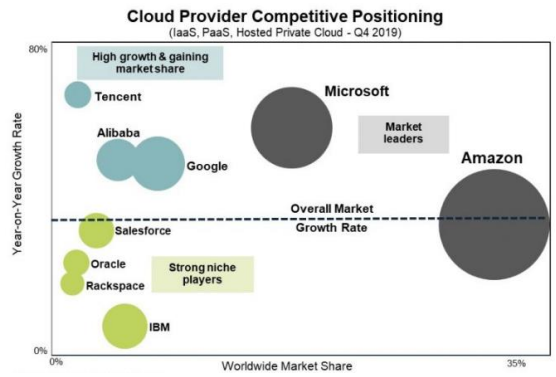 Cloud Provider Competitive Positioning
(IaaS, PaaS, Hosted Private Cloud - Q4 2019)
80%
High growth & gaining
market share
Tencent
Microsoft
Alibaba
Market
leaders
Google
Amazon
Year-on-Year Growth Rate
Overall Market
Growth Rate
Salesforce
Oracle
Strong niche
players
Rackspace
IBM
0%
0%
Worldwide Market Share
35%